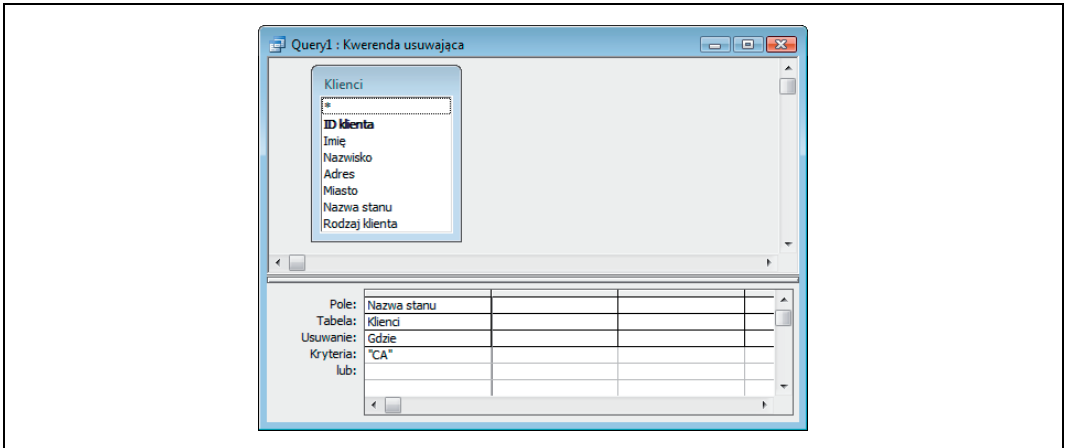 Query1 : Kwerenda usuwająca
Klienci
*
ID klienta
Imię
Nazwisko
Adres
Miasto
Nazwa stanu
Rodzaj klienta
Pole: Nazwa stanu
Tabela: Klienci
Usuwanie: Gdzie
Kryteria: "CA"
lub: